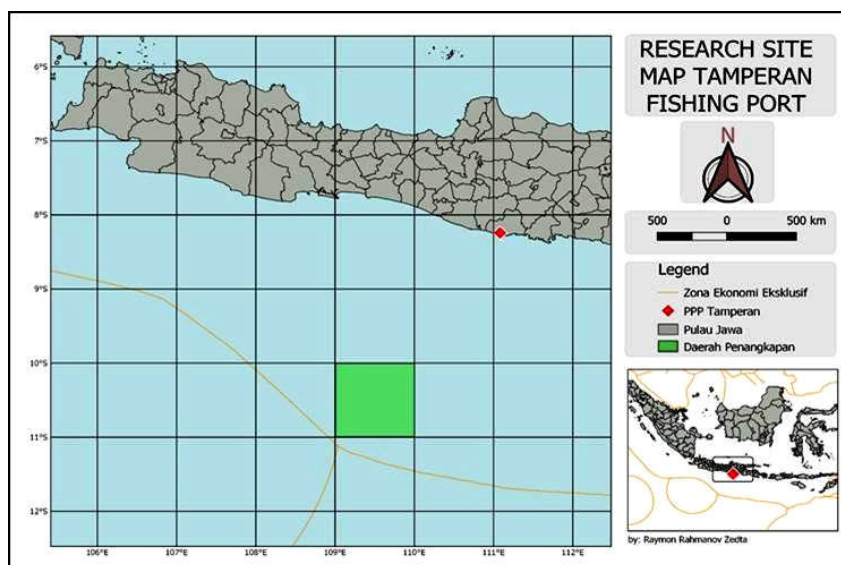 RESEARCH SITE
MAP TAMPERAN
FISHING PORT
N
500 0 500 km
Legend
Zona Ekonomi Eksklusif
PPP Tamperan
Pulau Jawa
Daerah Penangkapan
by: Raymon Rahmanov Zedta
6°S
7°S
8°S
9°S
10°S
11°S
12°S
106°E 107°E 108°E 109°E 110°E 111°E 112°E